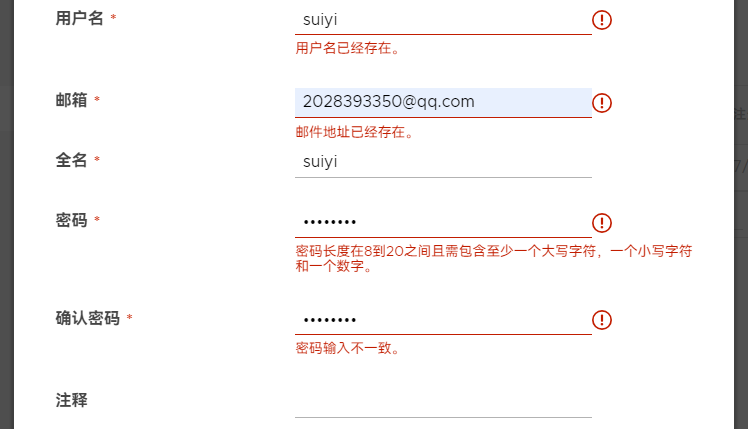 用户名 * suiyi
用户名已经存在。
邮箱 * 2028393350@qq.com
邮件地址已经存在。
全名 * suiyi
密码 * ••••••••
密码长度在8到20之间且需包含至少一个大写字符，一个小写字符
和一个数字。
确认密码 * ••••••••
密码输入不一致。
注释